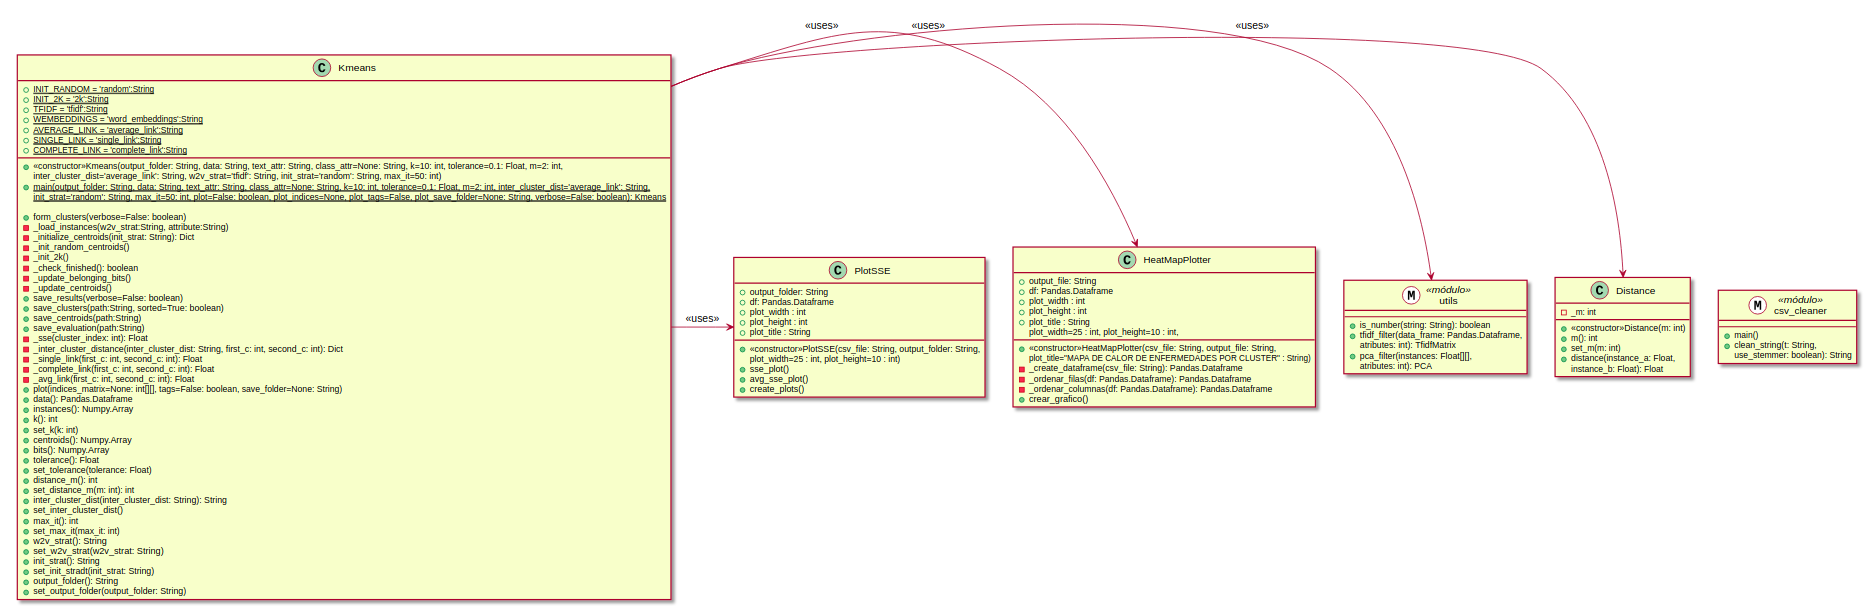 «uses»
«uses»
«uses»
C Kmeans
INIT_RANDOM = 'random':String
INIT_2K = '2k':String
TFIDF = 'tfidf':String
WEMBEDDINGS = 'word_embeddings':String
AVERAGE_LINK = 'average_link':String
SINGLE_LINK = 'single_link':String
COMPLETE_LINK = 'complete_link':String
«constructor»Kmeans(output_folder: String, data: String, text_attr: String, class_attr=None: String, k=10: int, tolerance=0.1: Float, m=2: int,
inter_cluster_dist='average_link': String, w2v_strat='tfidf': String, init_strat='random': String, max_it=50: int)
main(output_folder: String, data: String, text_attr: String, class_attr=None: String, k=10: int, tolerance=0.1: Float, m=2: int, inter_cluster_dist='average_link': String,
init_strat='random': String, max_it=50: int, plot=False: boolean, plot_indices=None, plot_tags=False, plot_save_folder=None: String, verbose=False: boolean): Kmeans
form_clusters(verbose=False: boolean)
_load_instances(w2v_strat:String, attribute:String)
_initialize_centroids(init_strat: String): Dict
_init_random_centroids()
_init_2k()
_check_finished(): boolean
_update_belonging_bits()
_update_centroids()
save_results(verbose=False: boolean)
save_clusters(path:String, sorted=True: boolean)
save_centroids(path:String)
save_evaluation(path:String)
_sse(cluster_index: int): Float
_inter_cluster_distance(inter_cluster_dist: String, first_c: int, second_c: int): Dict
_single_link(first_c: int, second_c: int): Float
_complete_link(first_c: int, second_c: int): Float
_avg_link(first_c: int, second_c: int): Float
plot(indices_matrix=None: int[][], tags=False: boolean, save_folder=None: String)
data(): Pandas.Dataframe
instances(): Numpy.Array
k(): int
set_k(k: int)
centroids(): Numpy.Array
bits(): Numpy.Array
tolerance(): Float
set_tolerance(tolerance: Float)
distance_m(): int
set_distance_m(m: int): int
inter_cluster_dist(inter_cluster_dist: String): String
set_inter_cluster_dist()
max_it(): int
set_max_it(max_it: int)
w2v_strat(): String
set_w2v_strat(w2v_strat: String)
init_strat(): String
set_init_stradt(init_strat: String)
output_folder(): String
set_output_folder(output_folder: String)
«uses»
C PlotSSE
output_folder: String
df: Pandas.Dataframe
plot_width : int
plot_height : int
plot_title : String
«constructor»PlotSSE(csv_file: String, output_folder: String,
plot_width=25 : int, plot_height=10 : int)
sse_plot()
avg_sse_plot()
create_plots()
C HeatMapPlotter
output_file: String
df: Pandas.Dataframe
plot_width : int
plot_height : int
plot_title : String
plot_width=25 : int, plot_height=10 : int,
«constructor»HeatMapPlotter(csv_file: String, output_file: String,
plot_title="MAPA DE CALOR DE ENFERMEDADES POR CLUSTER" : String)
_create_dataframe(csv_file: String): Pandas.Dataframe
_ordenar_filas(df: Pandas.Dataframe): Pandas.Dataframe
_ordenar_columnas(df: Pandas.Dataframe): Pandas.Dataframe
crear_grafico()
M «módulo»
utils
is_number(string: String): boolean
tfidf_filter(data_frame: Pandas.Dataframe,
atributes: int): TfidfMatrix
pca_filter(instances: Float[][],
atributes: int): PCA
C Distance
_m: int
«constructor»Distance(m: int)
m(): int
set_m(m: int)
distance(instance_a: Float,
instance_b: Float): Float
M «módulo»
csv_cleaner
main()
clean_string(t: String,
use_stemmer: boolean): String